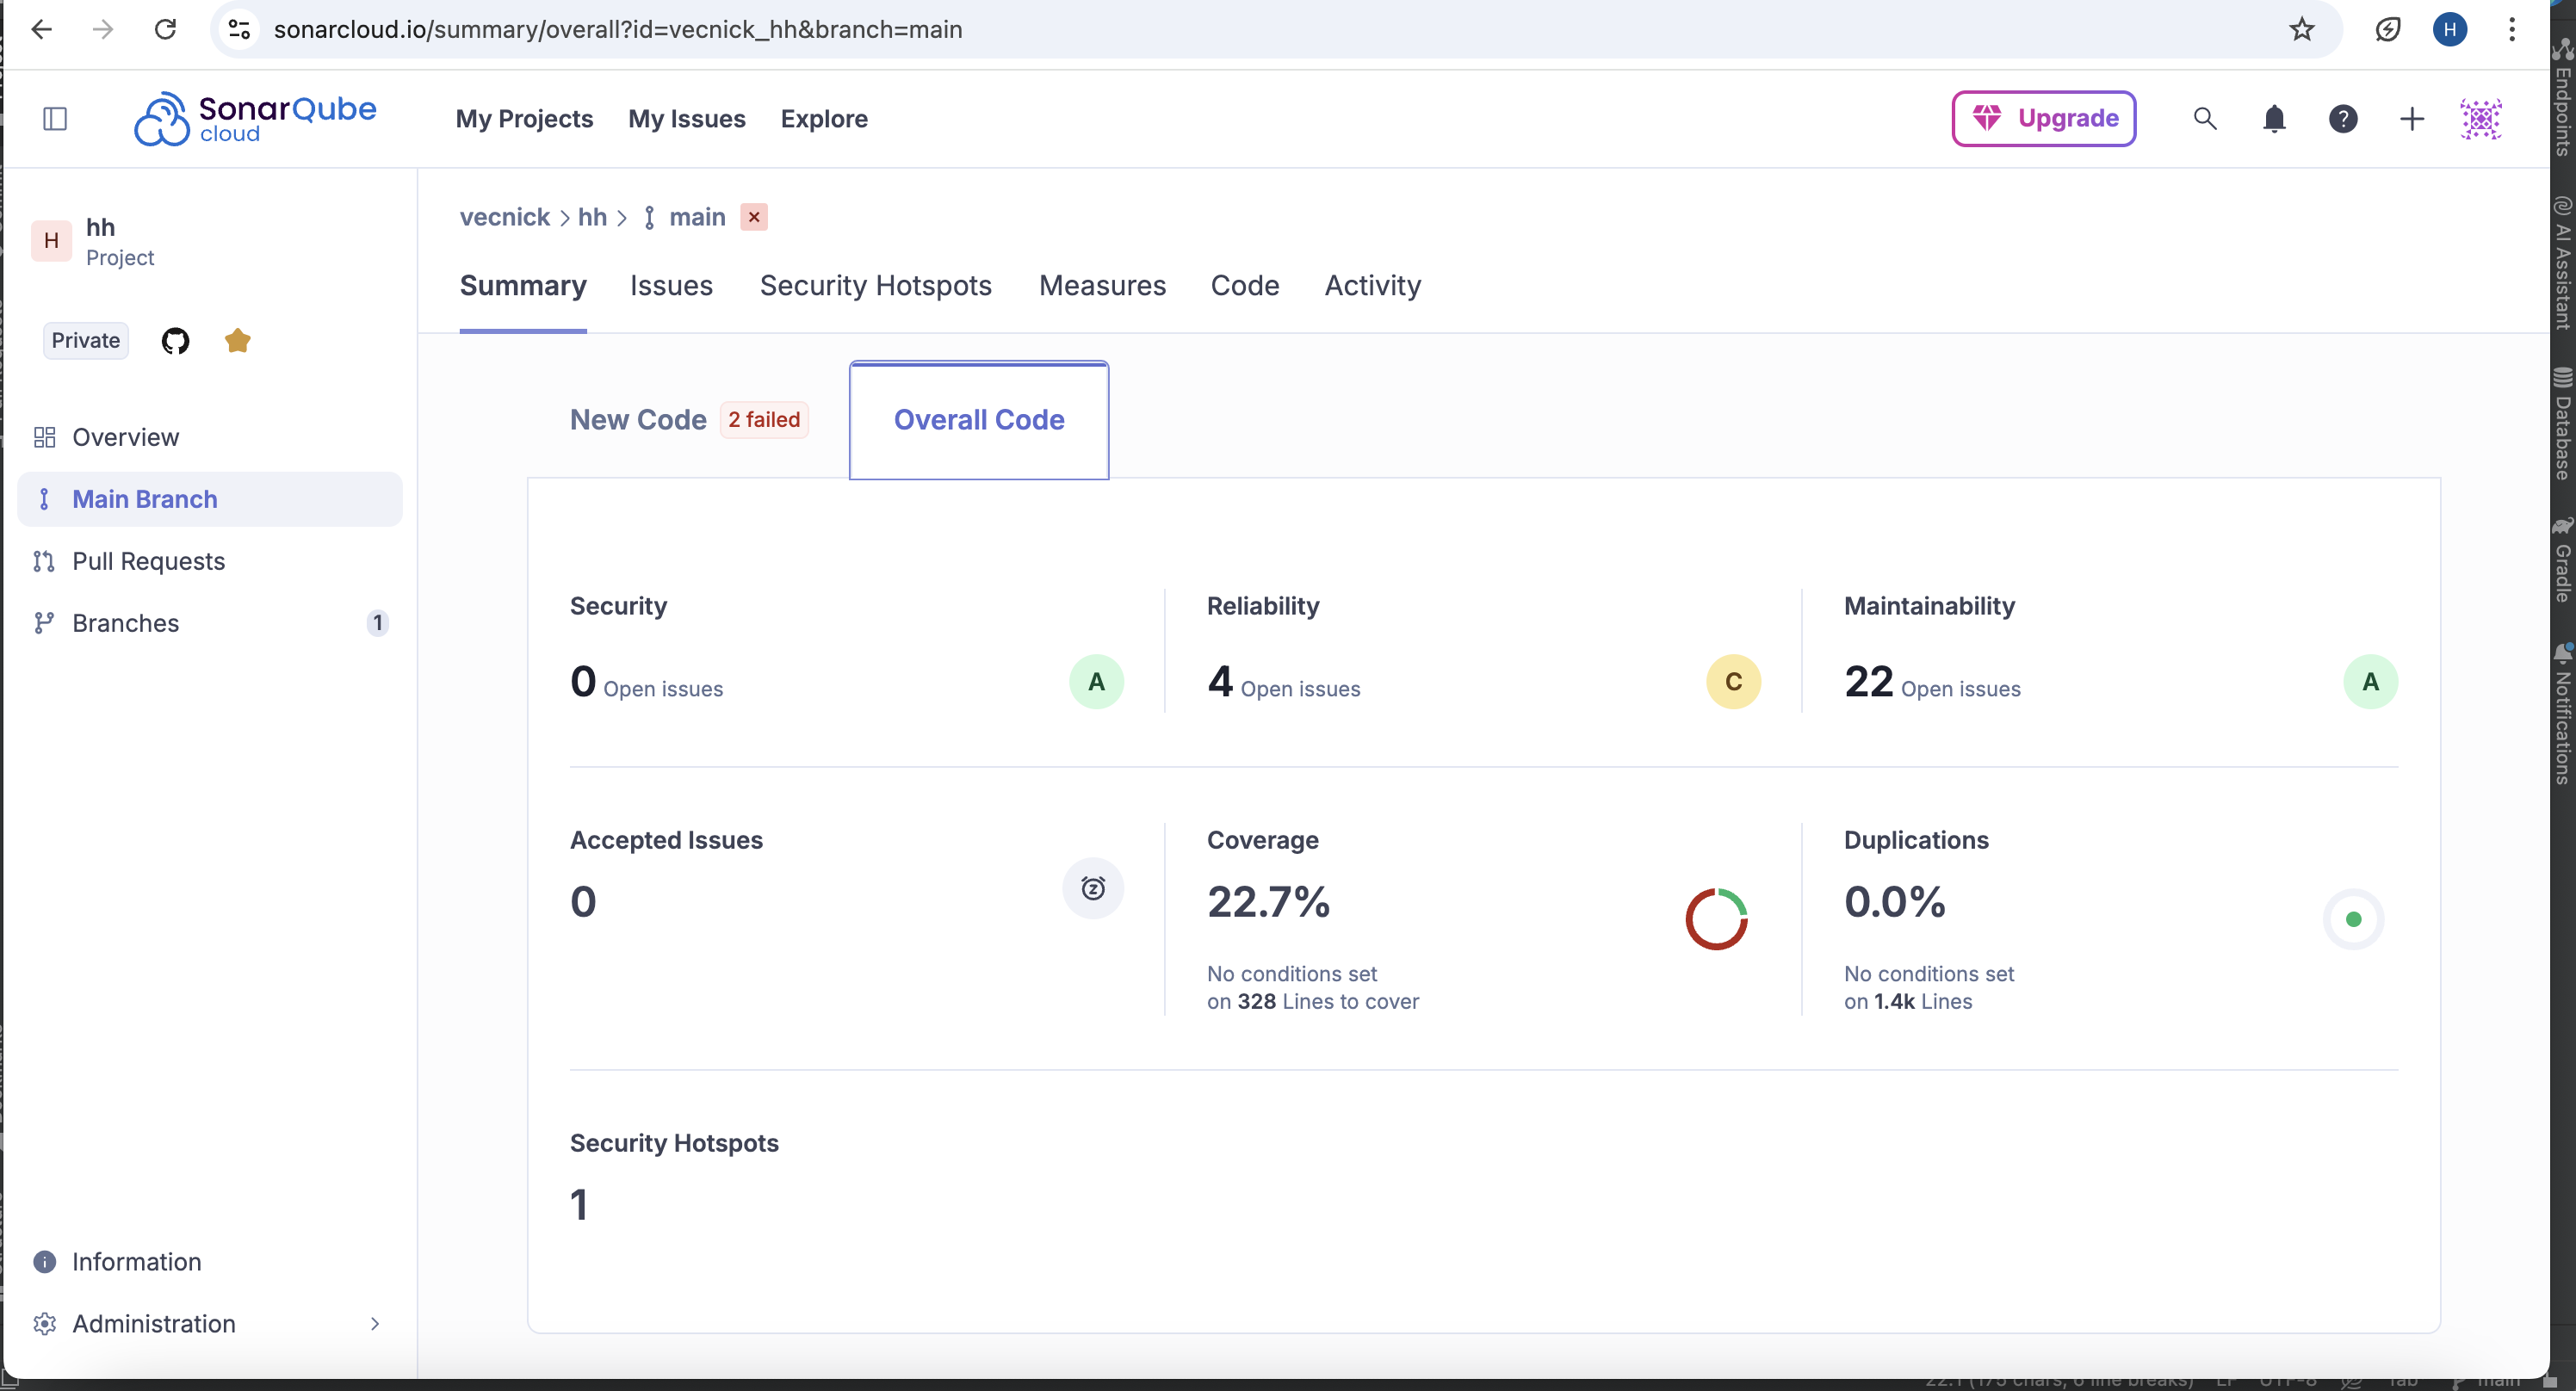 sonarcloud.io/summary/overall?id=vecnick_hh&branch=main
H
SonarQube
cloud
My Projects
My Issues
Explore
Upgrade
?
H
hh
Project
Private
Overview
Main Branch
Pull Requests
Branches
1
Information
Administration
vecnick > hh > main
Summary
Issues
Security Hotspots
Measures
Code
Activity
New Code
2 failed
Overall Code
Security
0 Open issues
A
Reliability
4 Open issues
C
Maintainability
22 Open issues
A
Accepted Issues
0
Coverage
22.7%
No conditions set
on 328 Lines to cover
Duplications
0.0%
No conditions set
on 1.4k Lines
Security Hotspots
1
Endpoints
AI Assistant
Database
Gradle
Notifications